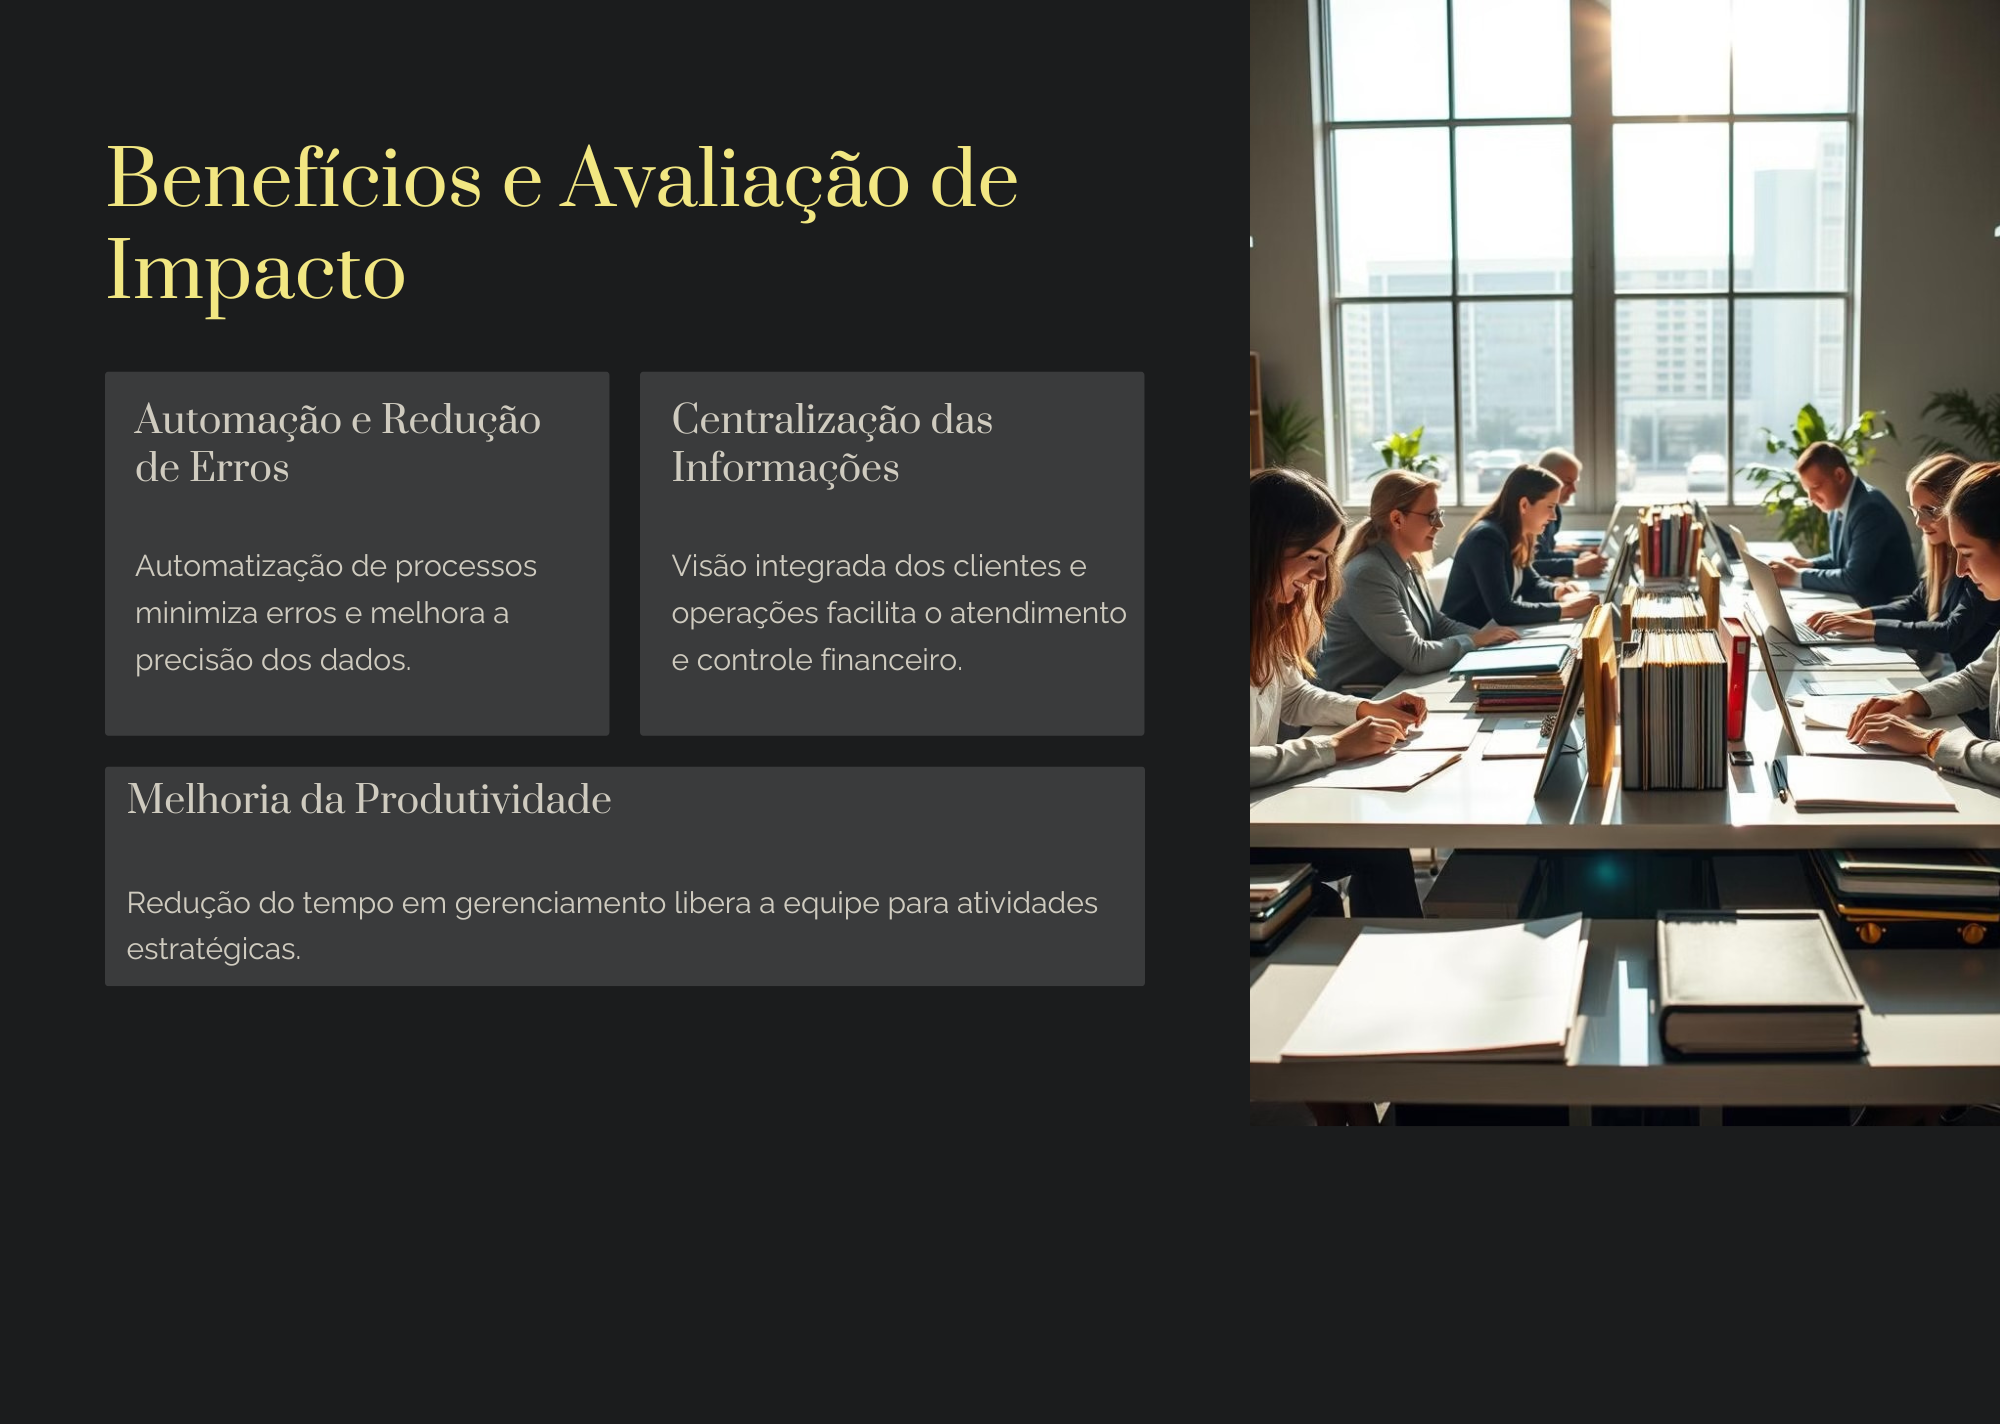 Benefícios e Avaliação de
Impacto
Automação e Redução
de Erros
Automatização de processos
minimiza erros e melhora a
precisão dos dados.
Centralização das
Informações
Visão integrada dos clientes e
operações facilita o atendimento
e controle financeiro.
Melhoria da Produtividade
Redução do tempo em gerenciamento libera a equipe para atividades
estratégicas.